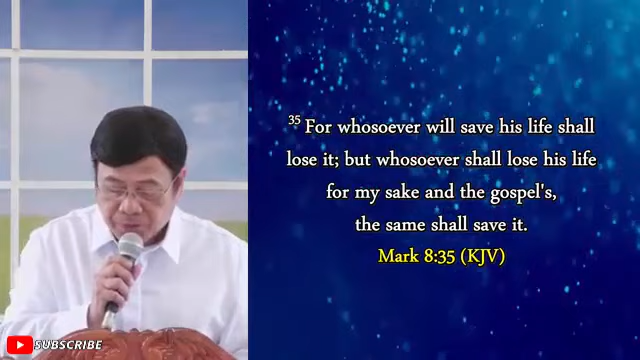 35 For whosoever will save his life shall
lose it; but whosoever shall lose his life
for my sake and the gospel's,
the same shall save it.
Mark 8:35 (KJV)
SUBSCRIBE